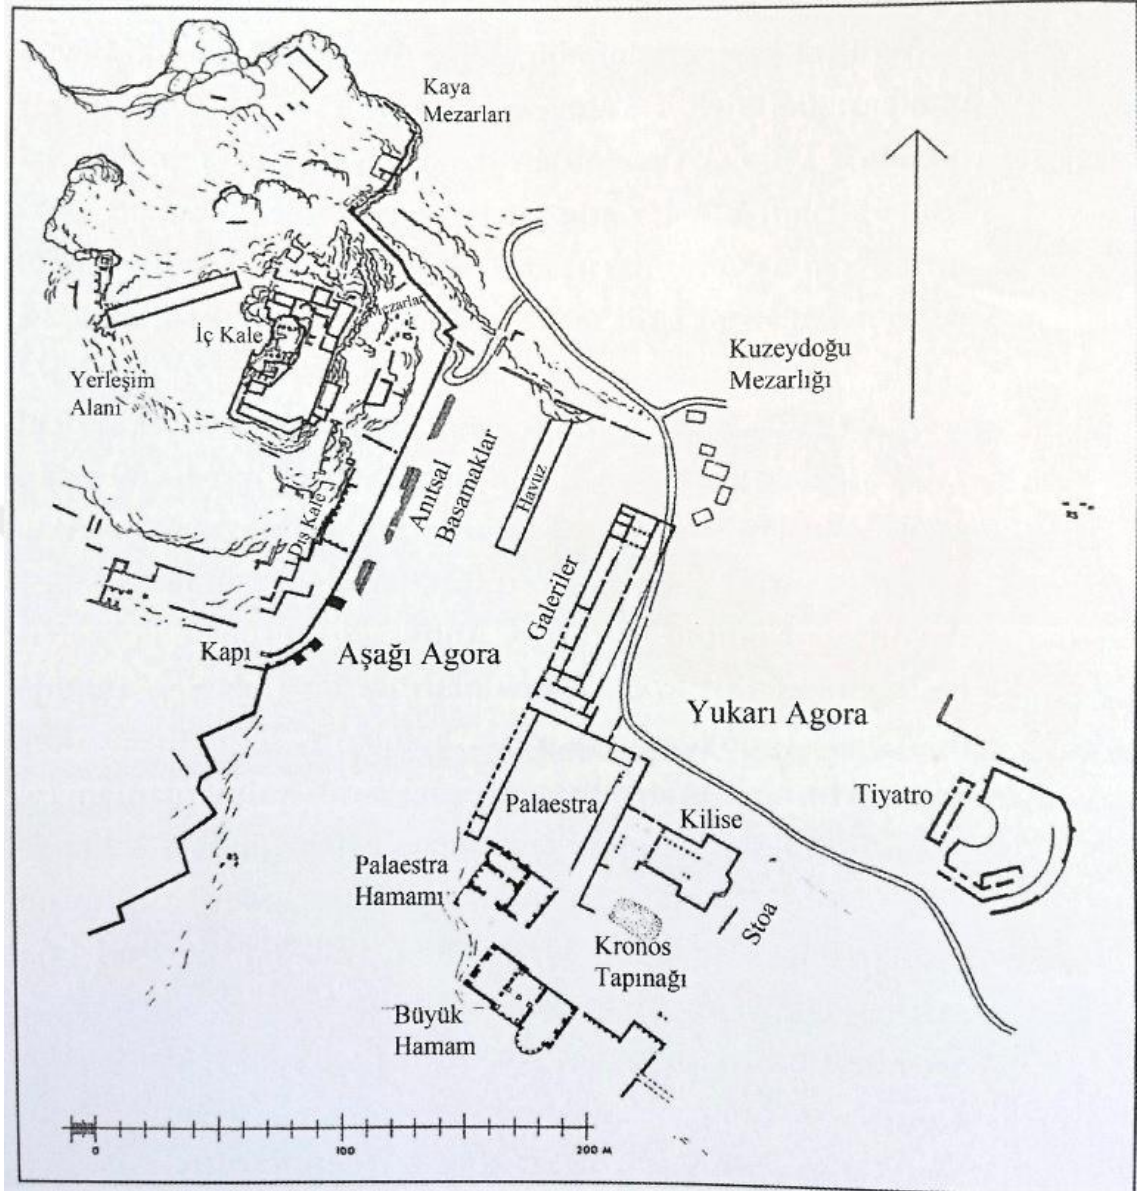 Kaya
Mezarları
Mezarlar
İç Kale
Yerleşim
Alanı
Kuzeydoğu
Mezarlığı
Anıtsal
Basamaklar
Havuz
Dış Kale
Galeriler
Kapı
Aşağı Agora
Yukarı Agora
Palaestra
Kilise
Tiyatro
Palaestra
Hamamı
Stoa
Kronos
Tapınağı
Büyük
Hamam
0 100 200 M